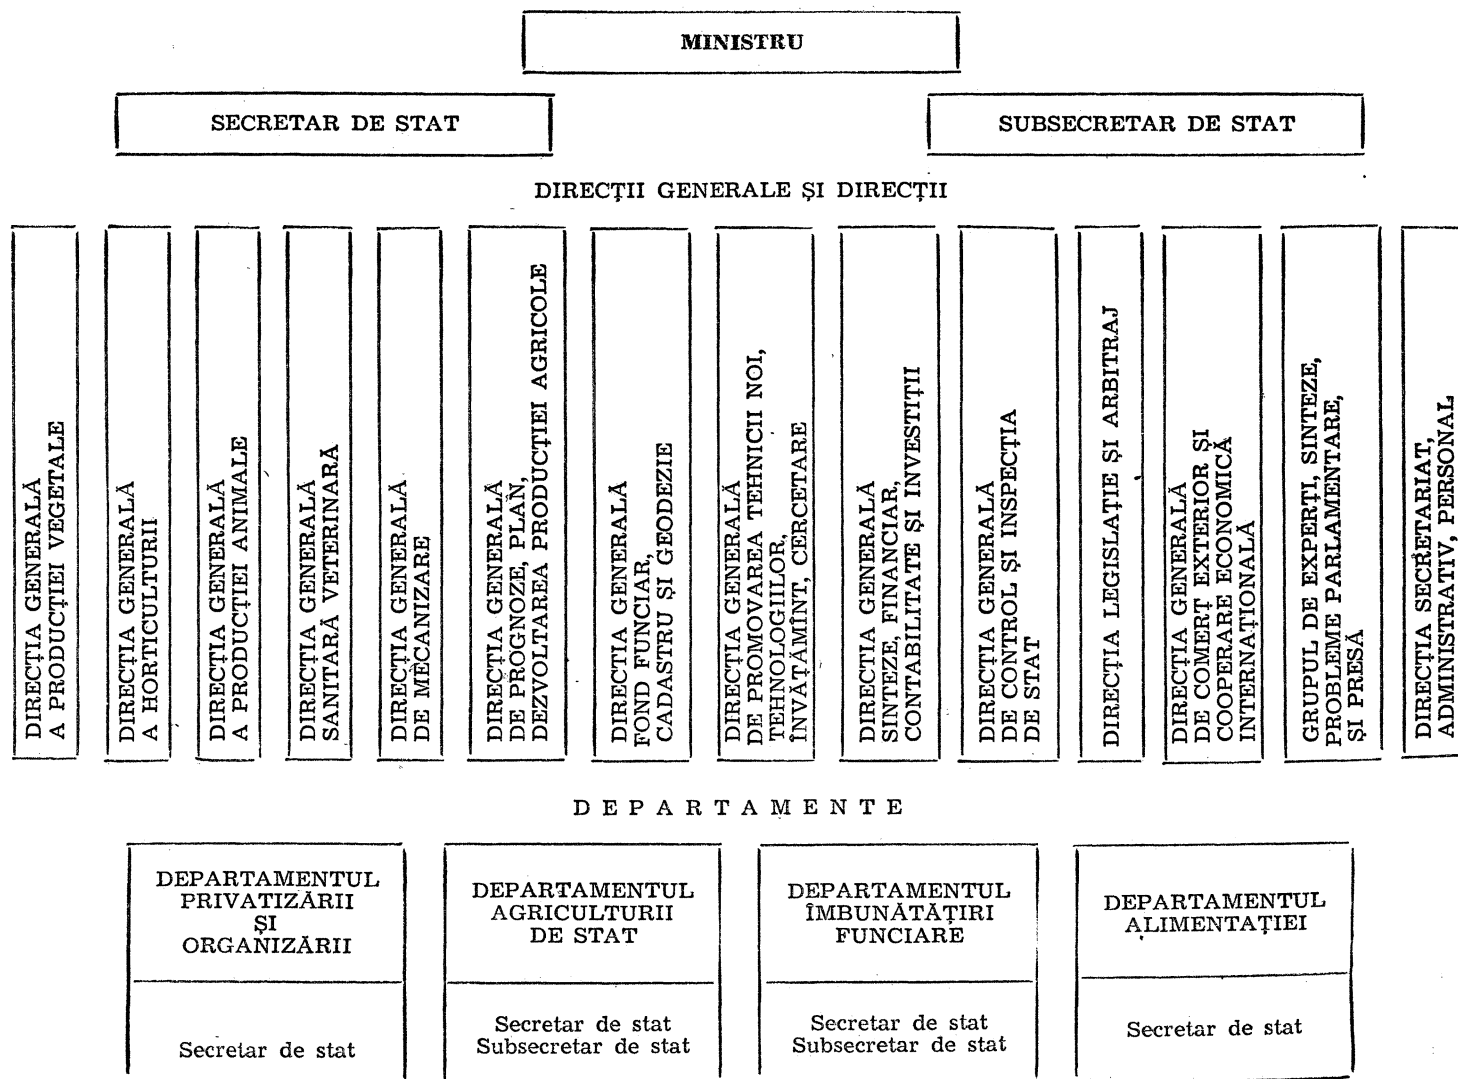 MINISTRU
SECRETAR DE STAT
SUBSECRETAR DE STAT
DIRECȚII GENERALE ȘI DIRECȚII
DIRECȚIA GENERALĂ
A PRODUCȚIEI VEGETALE
DIRECȚIA GENERALĂ
A HORTICULTURII
DIRECȚIA GENERALĂ
A PRODUCȚIEI ANIMALE
DIRECȚIA GENERALĂ
SANITARĂ VETERINARĂ
DIRECȚIA GENERALĂ
DE MECANIZARE
DIRECȚIA GENERALĂ
DE PROGNOZE, PLAN,
DEZVOLTAREA PRODUCȚIEI AGRICOLE
DIRECȚIA GENERALĂ
FOND FUNCIAR,
CADASTRU ȘI GEODEZIE
DIRECȚIA GENERALĂ
DE PROMOVAREA TEHNICII NOI,
TEHNOLOGIILOR,
ÎNVĂȚĂMÎNT, CERCETARE
DIRECȚIA GENERALĂ
SINTEZE, FINANCIAR,
CONTABILITATE ȘI INVESTIȚII
DIRECȚIA GENERALĂ
DE CONTROL ȘI INSPECȚIA
DE STAT
DIRECȚIA LEGISLAȚIE ȘI ARBITRAJ
DIRECȚIA GENERALĂ
DE COMERȚ EXTERIOR ȘI
COOPERARE ECONOMICĂ
INTERNAȚIONALĂ
GRUPUL DE EXPERȚI, SINTEZE,
PROBLEME PARLAMENTARE,
ȘI PRESĂ
DIRECȚIA SECRETARIAT,
ADMINISTRATIV, PERSONAL
DEPARTAMENTE
DEPARTAMENTUL
PRIVATIZĂRII
ȘI
ORGANIZĂRII
Secretar de stat
DEPARTAMENTUL
AGRICULTURII
DE STAT
Secretar de stat
Subsecretar de stat
DEPARTAMENTUL
ÎMBUNĂTĂȚIRI
FUNCIARE
Secretar de stat
Subsecretar de stat
DEPARTAMENTUL
ALIMENTAȚIEI
Secretar de stat